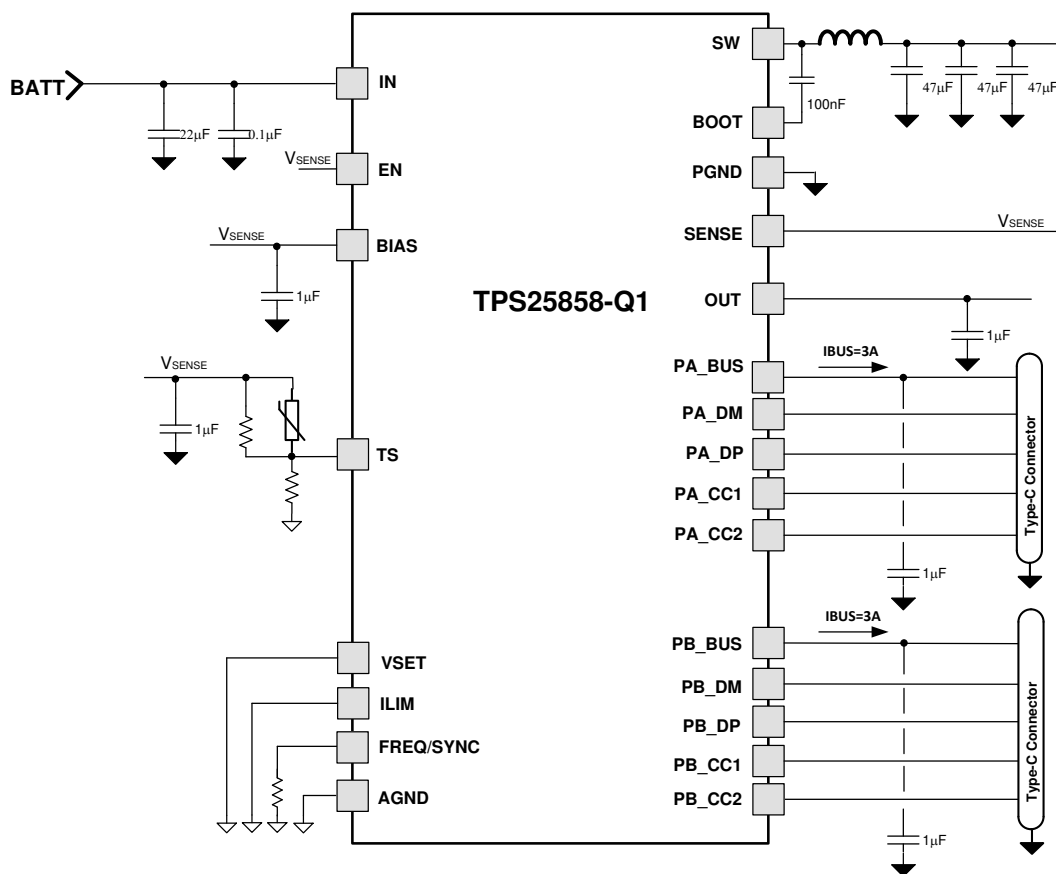 SW
47µF
47µF
47µF
BATT
IN
100nF
22µF
0.1µF
BOOT
VSENSE
EN
PGND
VSENSE
BIAS
SENSE
VSENSE
1µF
TPS25858-Q1
OUT
1µF
VSENSE
IBUS=3A
PA_BUS
PA_DM
1µF
TS
PA_DP
PA_CC1
PA_CC2
Type-C Connector
1µF
IBUS=3A
VSET
PB_BUS
ILIM
PB_DM
FREQ/SYNC
PB_DP
AGND
PB_CC1
PB_CC2
Type-C Connector
1µF